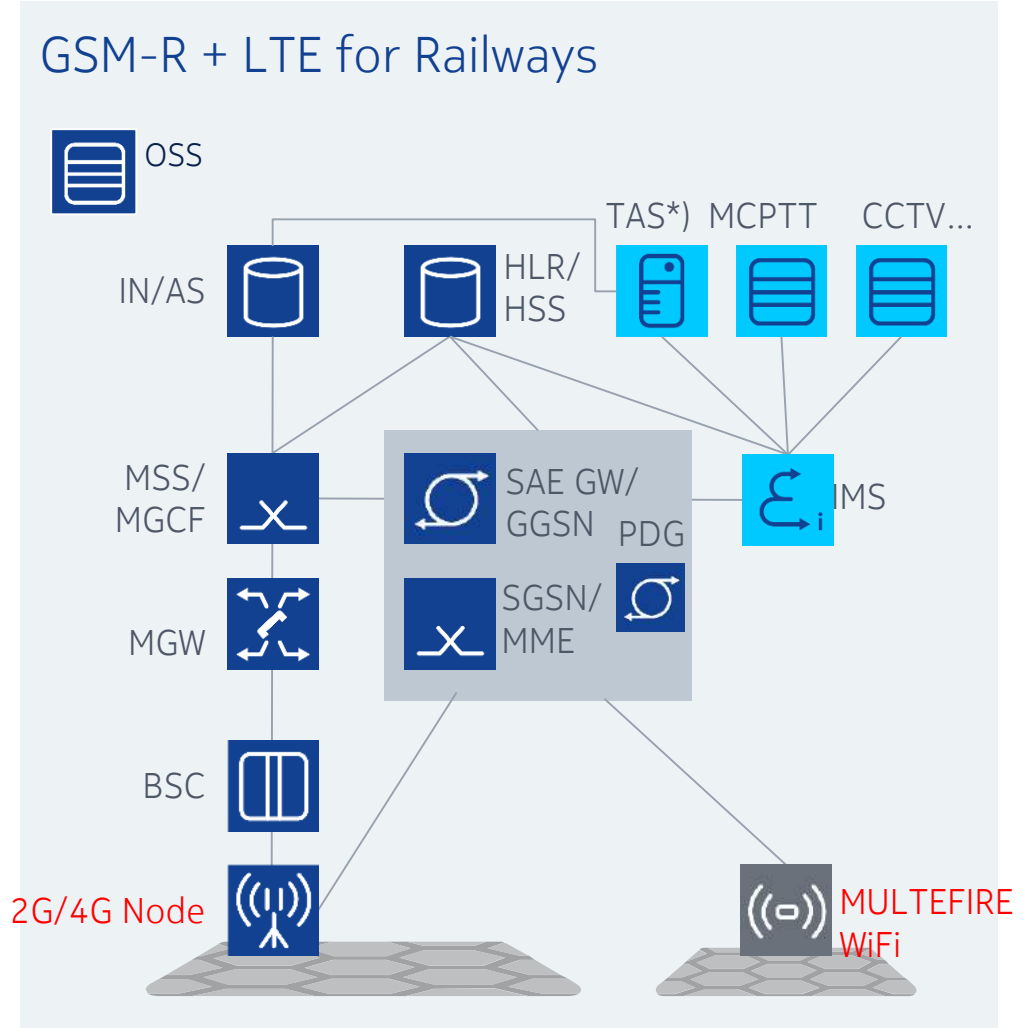 GSM-R + LTE for Railways
OSS
TAS*) MCPTT CCTV...
IN/AS
HLR/
HSS
MSS/
MGCF
SAE GW/
GGSN
PDG
IMS
i
SGSN/
MME
MGW
BSC
2G/4G Node
MULTEFIRE
WiFi